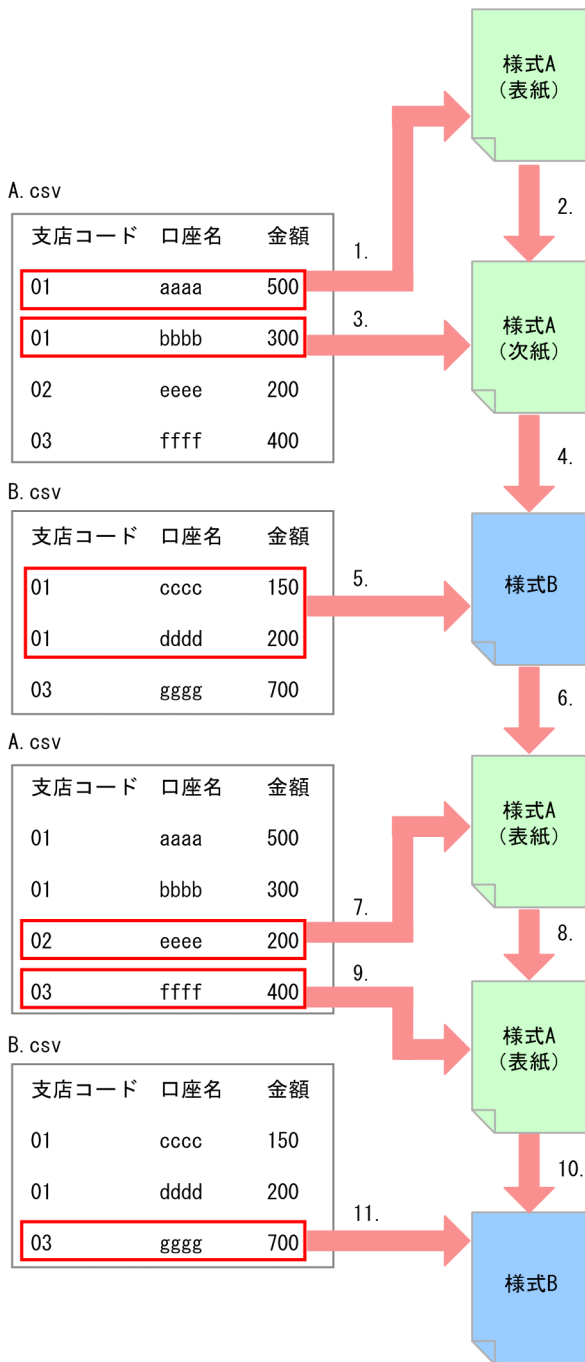 様式A
(表紙)
2.
A.csv
支店コード 口座名 金額
01 aaaa 500
01 bbbb 300
02 eeee 200
03 ffff 400
1.
3.
様式A
(次紙)
4.
B.csv
支店コード 口座名 金額
01 cccc 150
01 dddd 200
03 gggg 700
5.
様式B
6.
A.csv
支店コード 口座名 金額
01 aaaa 500
01 bbbb 300
02 eeee 200
03 ffff 400
7.
9.
様式A
(表紙)
8.
様式A
(表紙)
10.
B.csv
支店コード 口座名 金額
01 cccc 150
01 dddd 200
03 gggg 700
11.
様式B